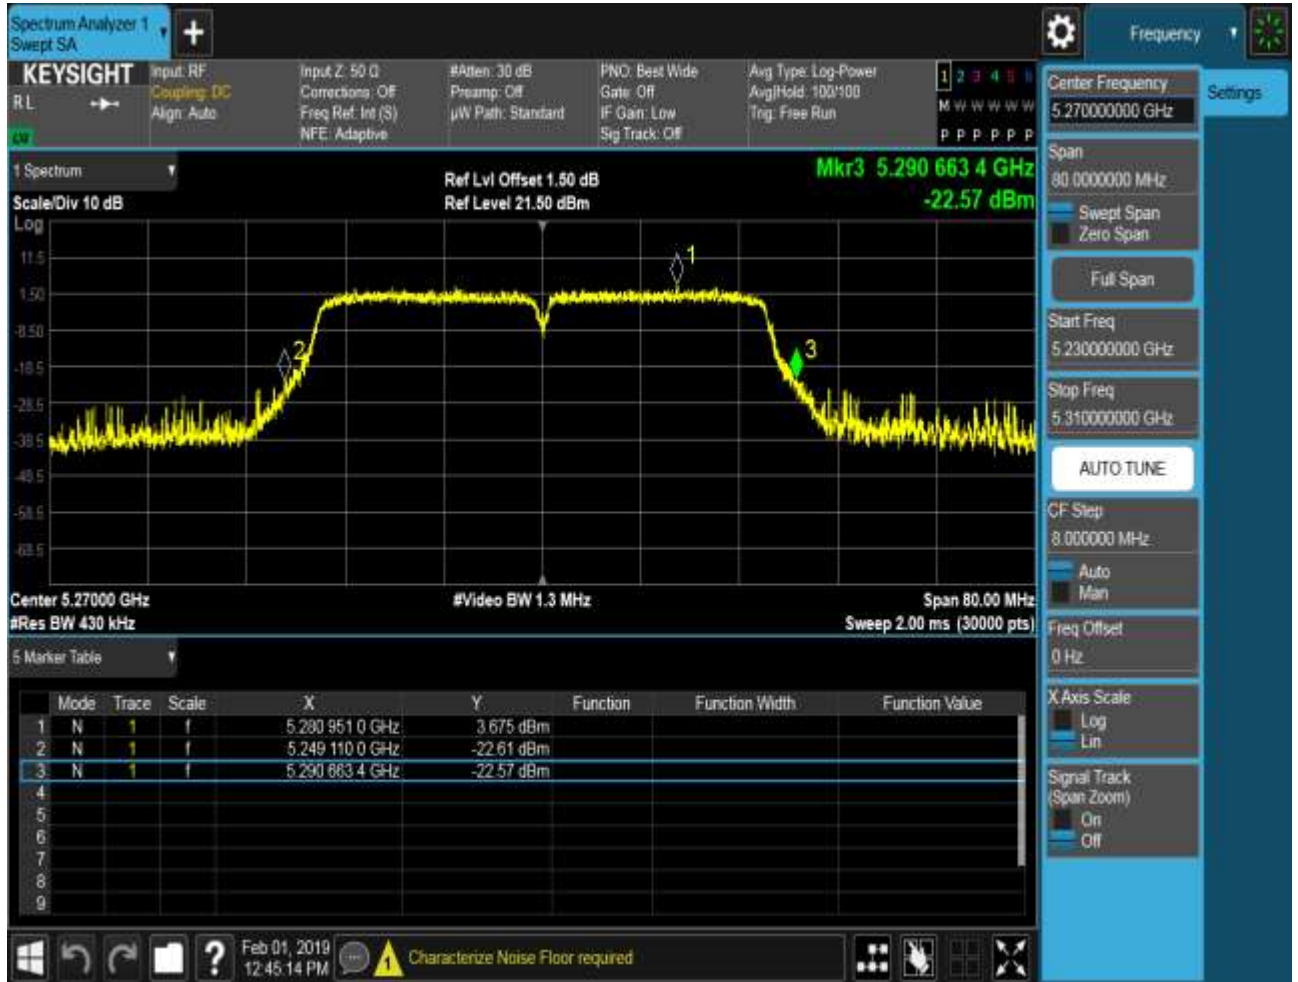 Spectrum Analyzer 1
Swept SA
+
Frequency
KEYSIGHT
RL
Input: RF
Coupling: DC
Align: Auto
Input Z: 50 Ω
Corrections: Off
Freq Ref: Int (S)
NFE: Adaptive
#Atten: 30 dB
Preamp: Off
µW Path: Standard
PNO: Best Wide
Gate: Off
IF Gain: Low
Sig Track: Off
Avg Type: Log-Power
Avg|Hold: 100/100
Trig: Free Run
1 2 3 4 5 6
M W W W W W
P P P P P P
1 Spectrum
Scale/Div 10 dB
Ref Lvl Offset 1.50 dB
Ref Level 21.50 dBm
Mkr3 5.290 663 4 GHz
-22.57 dBm
Log
11.5
1.50
-8.50
-18.5
-28.5
-38.5
-48.5
-58.5
-68.5
1
2
3
Center 5.27000 GHz
#Video BW 1.3 MHz
Span 80.00 MHz
#Res BW 430 kHz
Sweep 2.00 ms (30000 pts)
5 Marker Table
Mode Trace Scale X Y Function Function Width Function Value
1 N 1 f 5.280 951 0 GHz 3.675 dBm
2 N 1 f 5.249 110 0 GHz -22.61 dBm
3 N 1 f 5.290 663 4 GHz -22.57 dBm
4
5
6
7
8
9
?
Feb 01, 2019
12:45:14 PM
1
Characterize Noise Floor required
Settings
Center Frequency
5.270000000 GHz
Span
80.0000000 MHz
Swept Span
Zero Span
Full Span
Start Freq
5.230000000 GHz
Stop Freq
5.310000000 GHz
AUTO TUNE
CF Step
8.000000 MHz
Auto
Man
Freq Offset
0 Hz
X Axis Scale
Log
Lin
Signal Track
(Span Zoom)
On
Off